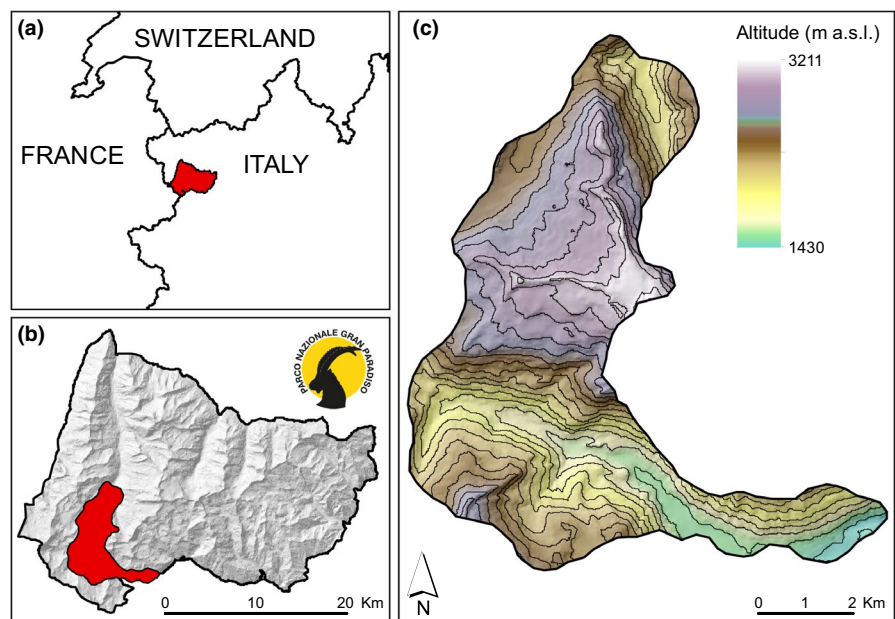 (a)
SWITZERLAND
FRANCE
ITALY
(b)
PARCO NAZIONALE GRAN PARADISO
0 10 20 Km
(c)
Altitude (m a.s.l.)
3211
1430
N
0 1 2 Km